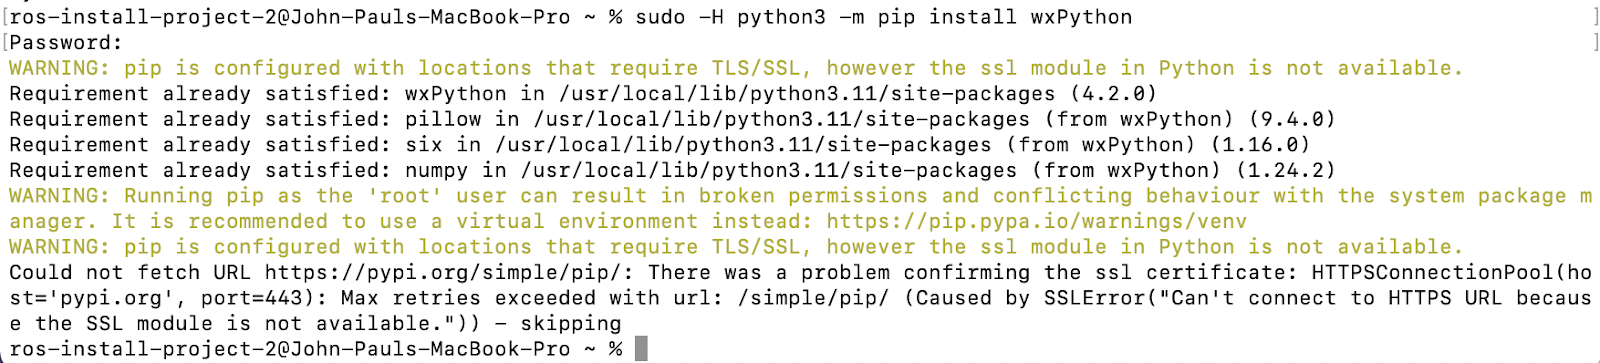 ros-install-project-2@John-Pauls-MacBook-Pro ~ % sudo -H python3 -m pip install wxPython
[Password:
WARNING: pip is configured with locations that require TLS/SSL, however the ssl module in Python is not available.
Requirement already satisfied: wxPython in /usr/local/lib/python3.11/site-packages (4.2.0)
Requirement already satisfied: pillow in /usr/local/lib/python3.11/site-packages (from wxPython) (9.4.0)
Requirement already satisfied: six in /usr/local/lib/python3.11/site-packages (from wxPython) (1.16.0)
Requirement already satisfied: numpy in /usr/local/lib/python3.11/site-packages (from wxPython) (1.24.2)
WARNING: Running pip as the 'root' user can result in broken permissions and conflicting behaviour with the system package m
anager. It is recommended to use a virtual environment instead: https://pip.pypa.io/warnings/venv
WARNING: pip is configured with locations that require TLS/SSL, however the ssl module in Python is not available.
Could not fetch URL https://pypi.org/simple/pip/: There was a problem confirming the ssl certificate: HTTPSConnectionPool(ho
st='pypi.org', port=443): Max retries exceeded with url: /simple/pip/ (Caused by SSLError("Can't connect to HTTPS URL becaus
e the SSL module is not available.")) - skipping
ros-install-project-2@John-Pauls-MacBook-Pro ~ %